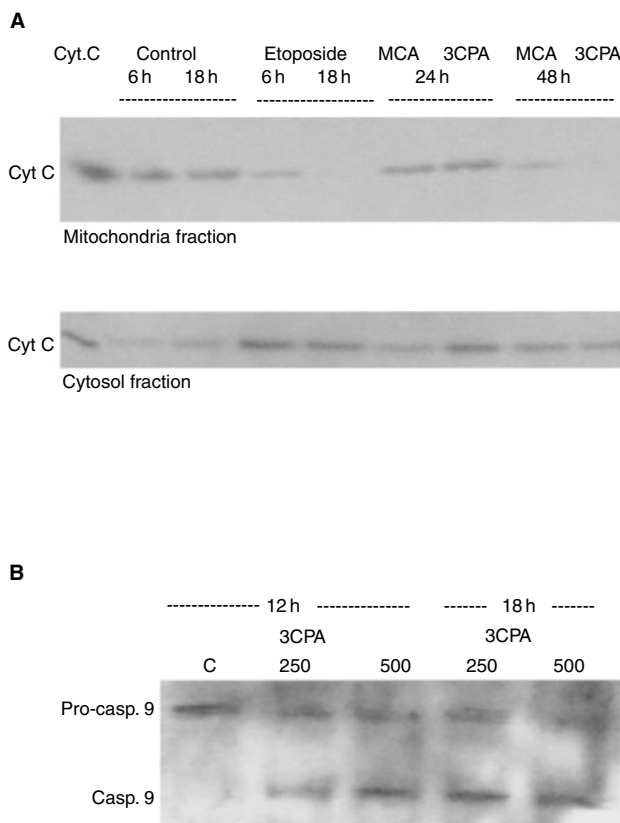 A
Cyt.C Control Etoposide MCA 3CPA MCA 3CPA
6 h 18 h 6 h 18 h 24 h 48 h
Cyt C
Mitochondria fraction
Cyt C
Cytosol fraction
B
12 h 18 h
3CPA 3CPA
C 250 500 250 500
Pro-casp. 9
Casp. 9